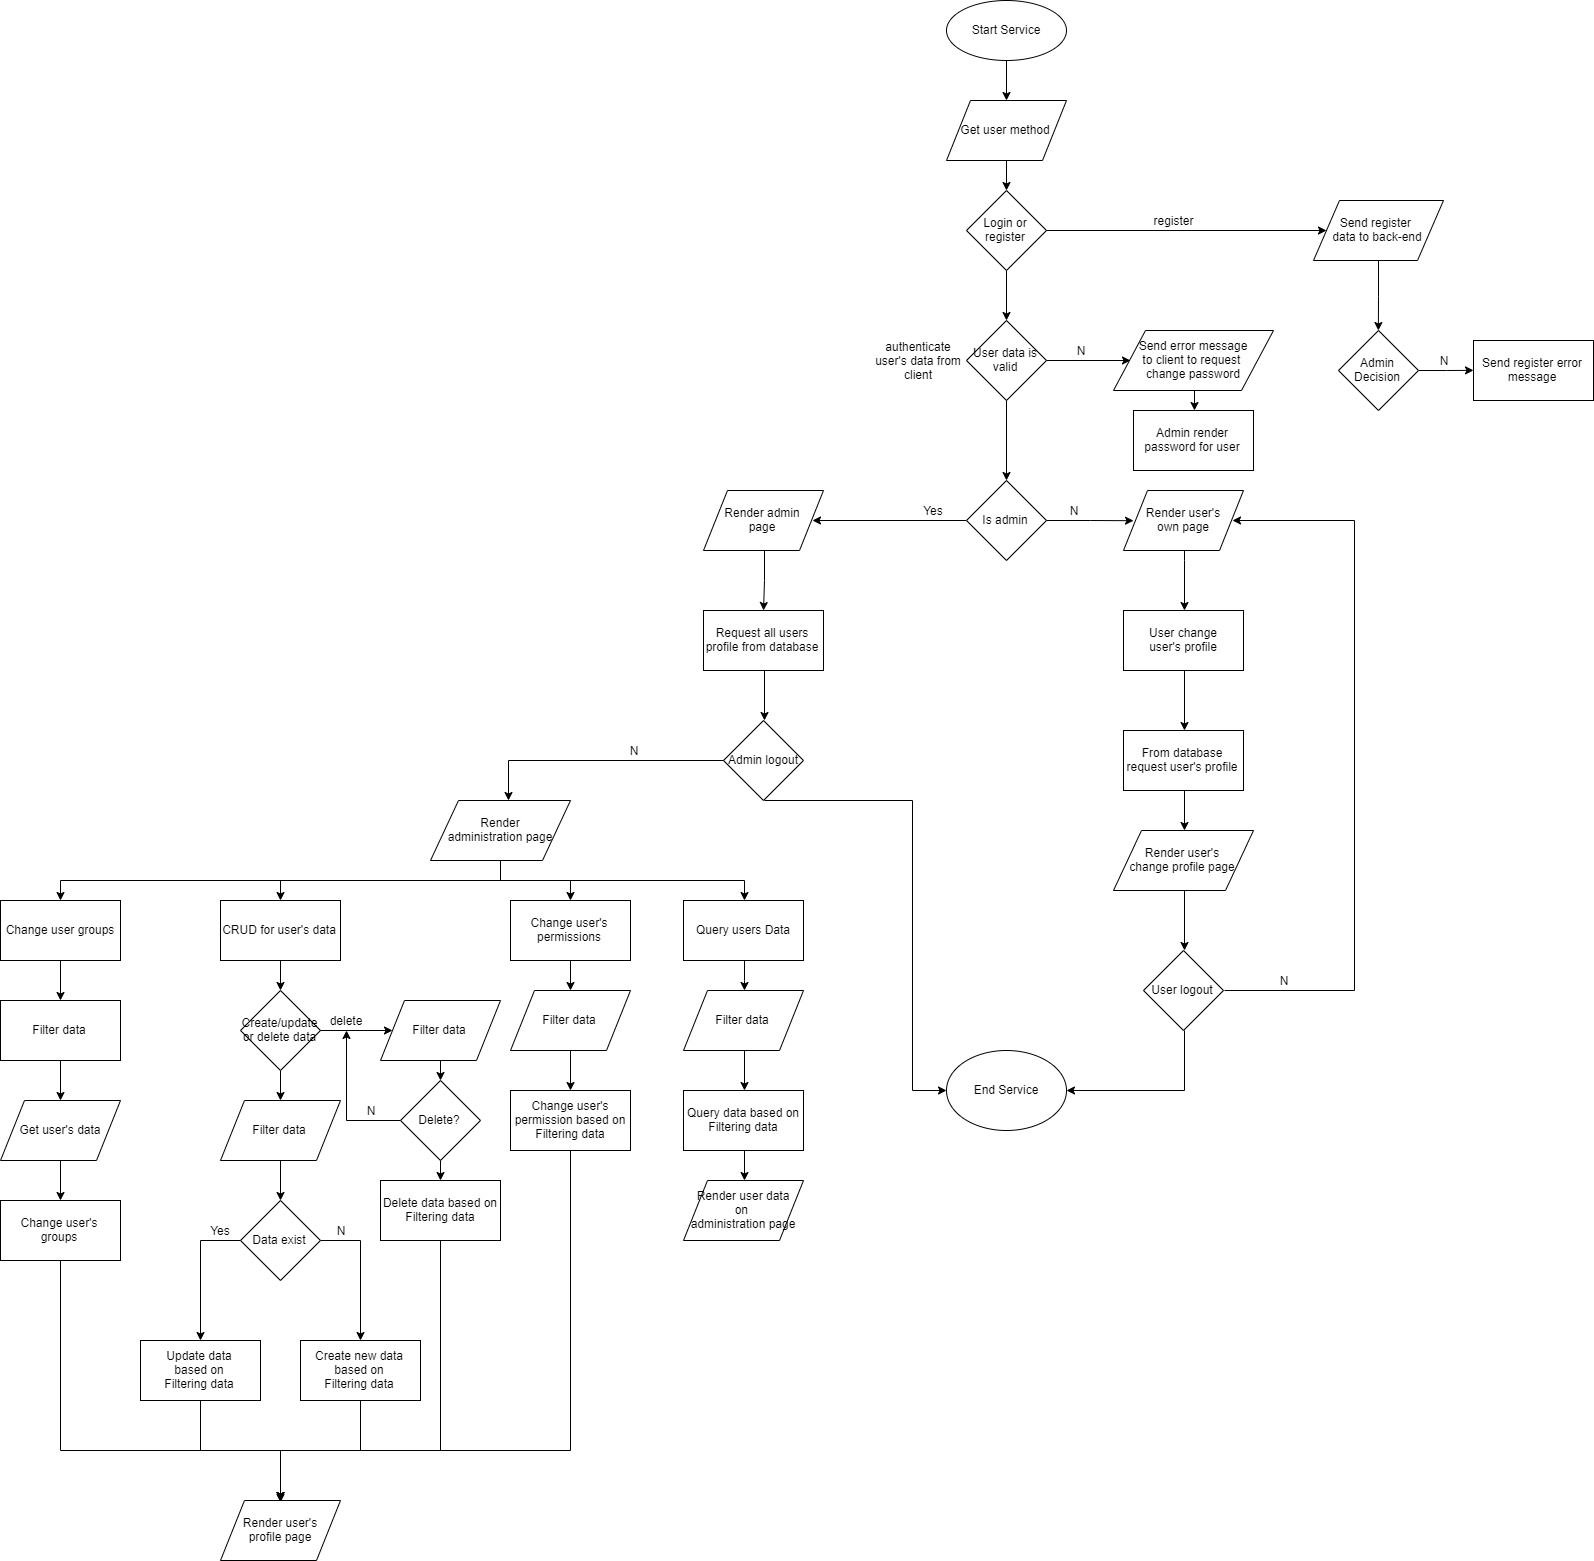 Start Service
Get user method
Login or
register
register
Send register
data to back-end
authenticate
user's data from
client
User data is
valid
N
Send error message
to client to request
change password
Admin
Decision
N
Send register error
message
Admin render
password for user
Render admin
page
Yes
Is admin
N
Render user's
own page
Request all users
profile from database
User change
user's profile
N
Admin logout
From database
request user's profile
Render
administration page
Render user's
change profile page
Change user groups
CRUD for user's data
Change user's
permissions
Query users Data
User logout
N
Filter data
Create/update
or delete data
delete
Filter data
Filter data
Filter data
End Service
Get user's data
Filter data
N
Delete?
Change user's
permission based on
Filtering data
Query data based on
Filtering data
Change user's
groups
Yes
Data exist
N
Delete data based on
Filtering data
Render user data
on
administration page
Update data
based on
Filtering data
Create new data
based on
Filtering data
Render user's
profile page